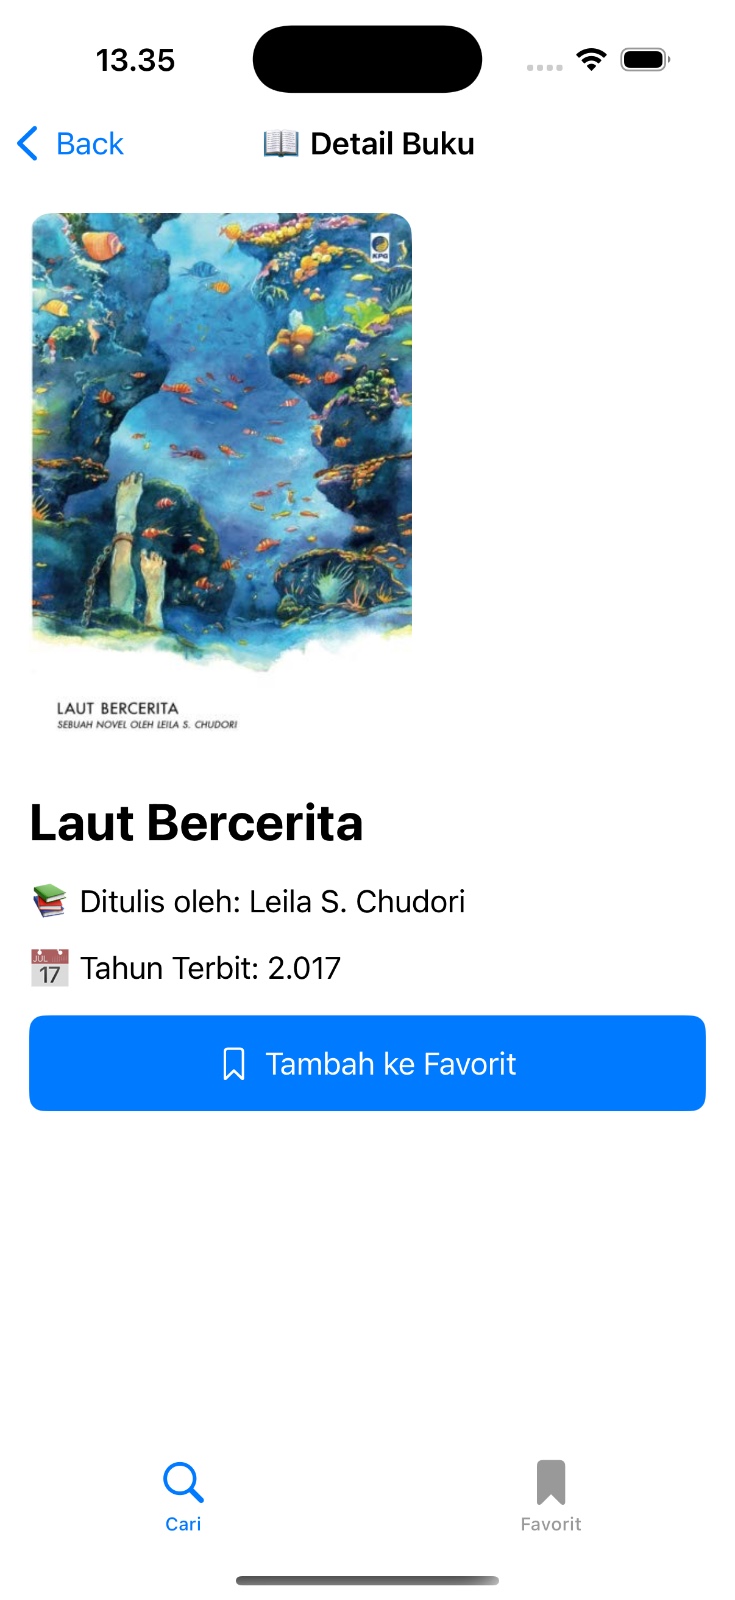 13.35
Back
📖 Detail Buku
KPG
LAUT BERCERITA
SEBUAH NOVEL OLEH LEILA S. CHUDORI
Laut Bercerita
📚 Ditulis oleh: Leila S. Chudori
📅 Tahun Terbit: 2.017
Tambah ke Favorit
Cari
Favorit